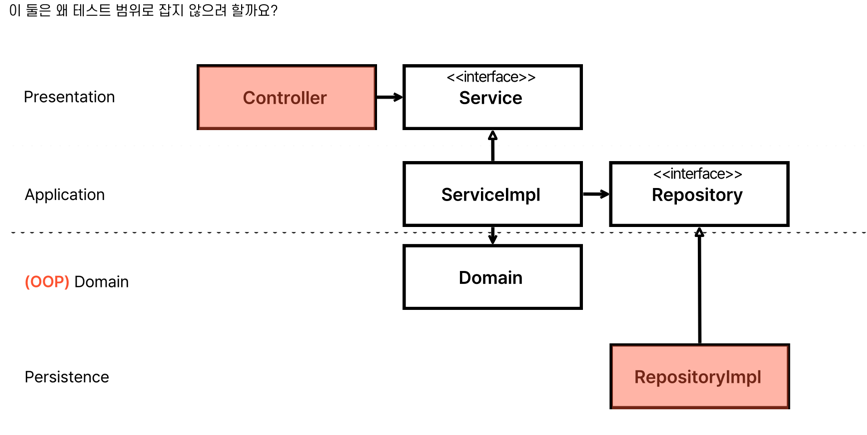 이 둘은 왜 테스트 범위로 잡지 않으려 할까요?
<<interface>>
Presentation
Controller
Service
<<interface>>
Application
ServiceImpl
Repository
(OOP) Domain
Domain
Persistence
RepositoryImpl